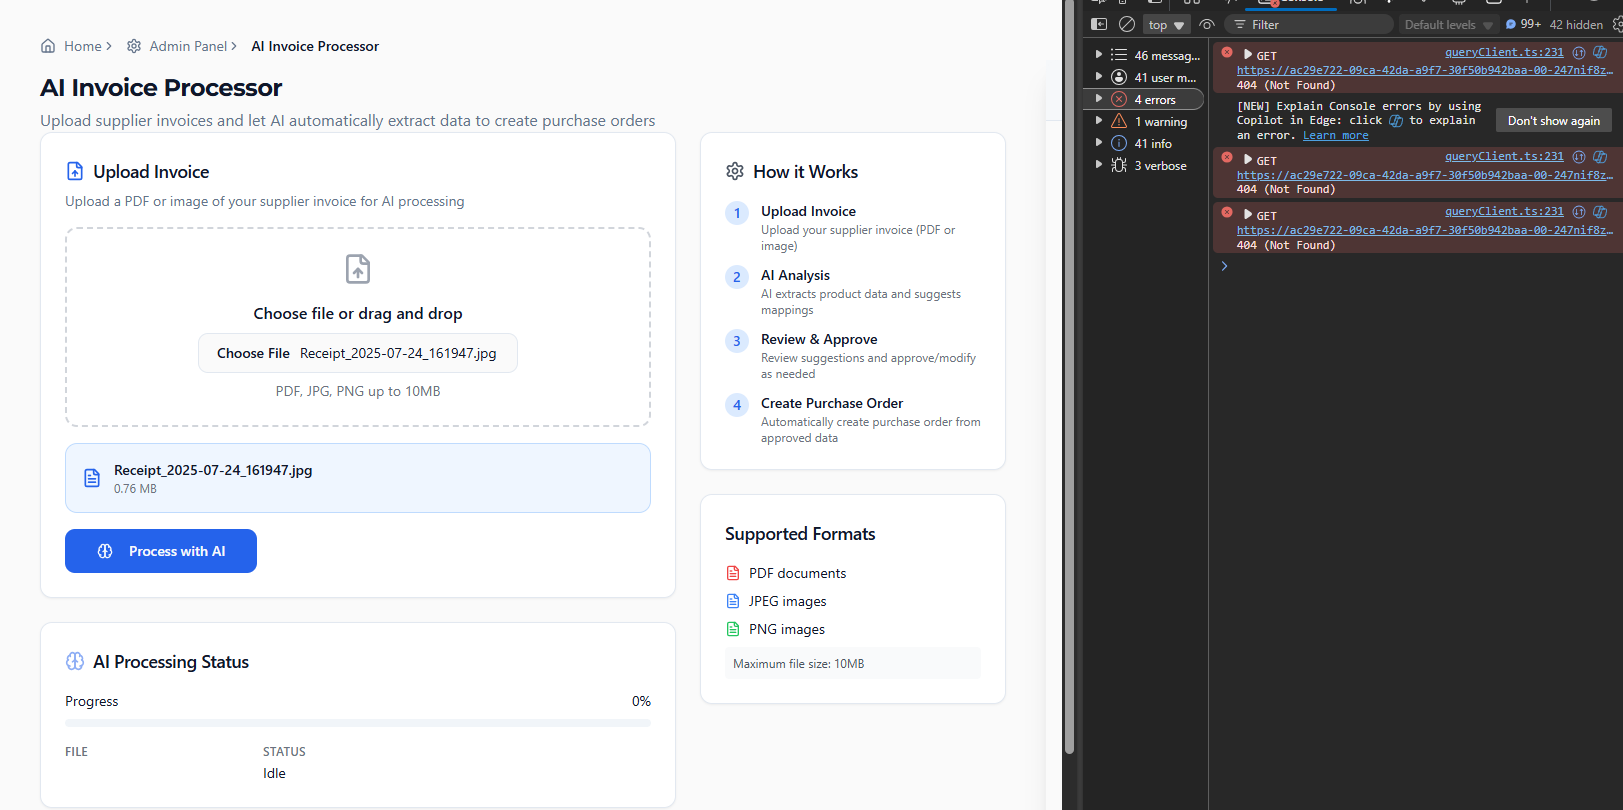 Home > Admin Panel > AI Invoice Processor
AI Invoice Processor
Upload supplier invoices and let AI automatically extract data to create purchase orders
Upload Invoice
Upload a PDF or image of your supplier invoice for AI processing
Choose file or drag and drop
Choose File Receipt_2025-07-24_161947.jpg
PDF, JPG, PNG up to 10MB
Receipt_2025-07-24_161947.jpg
0.76 MB
Process with AI
AI Processing Status
Progress 0%
FILE STATUS
Idle
How it Works
1 Upload Invoice
Upload your supplier invoice (PDF or
image)
2 AI Analysis
AI extracts product data and suggests
mappings
3 Review & Approve
Review suggestions and approve/modify
as needed
4 Create Purchase Order
Automatically create purchase order from
approved data
Supported Formats
PDF documents
JPEG images
PNG images
Maximum file size: 10MB
top Filter Default levels 99+ 42 hidden
46 messag...
41 user m...
4 errors
1 warning
41 info
3 verbose
GET queryClient.ts:231
https://ac29e722-09ca-42da-a9f7-30f50b942baa-00-247nif8z...
404 (Not Found)
[NEW] Explain Console errors by using
Copilot in Edge: click to explain
an error. Learn more
Don't show again
GET queryClient.ts:231
https://ac29e722-09ca-42da-a9f7-30f50b942baa-00-247nif8z...
404 (Not Found)
GET queryClient.ts:231
https://ac29e722-09ca-42da-a9f7-30f50b942baa-00-247nif8z...
404 (Not Found)